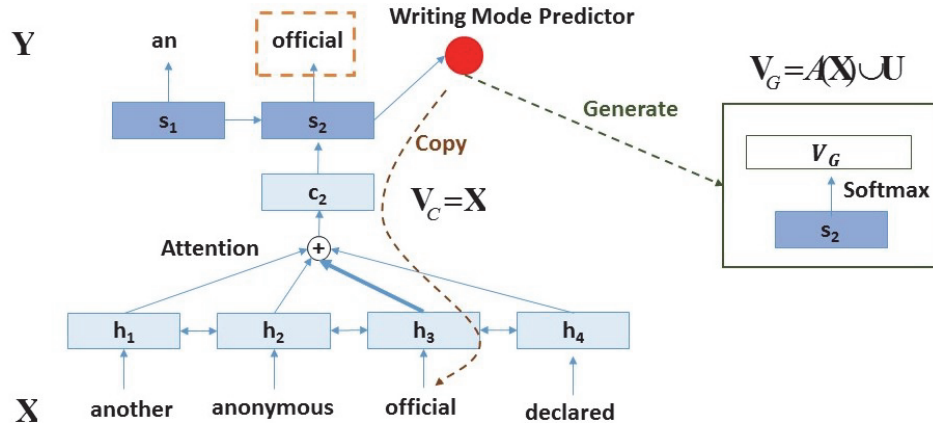 Writing Mode Predictor
Y
an
official
V_G = A(X) ∪ U
s₁
s₂
Generate
Copy
V_G
Softmax
s₂
c₂
V_C = X
Attention
+
h₁
h₂
h₃
h₄
X
another
anonymous
official
declared